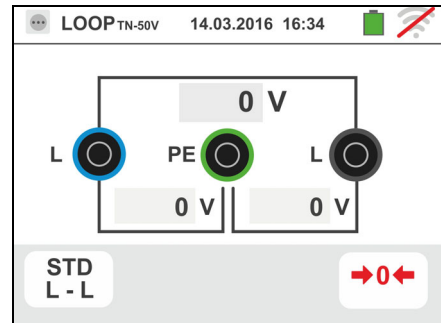 LOOP TN-50V 14.03.2016 16:34
0 V
L PE L
0 V 0 V
STD
L - L
→0←